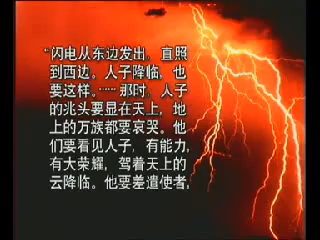 “闪电从东边发出。直照
到西边。人子降临。也
要这样。”“”那时。人子
的兆头要显在天上，地
上的万族都要哀哭。他
们要看见人子，有能力，
有大荣耀，驾着天上的
云降临。他要差遣使者，